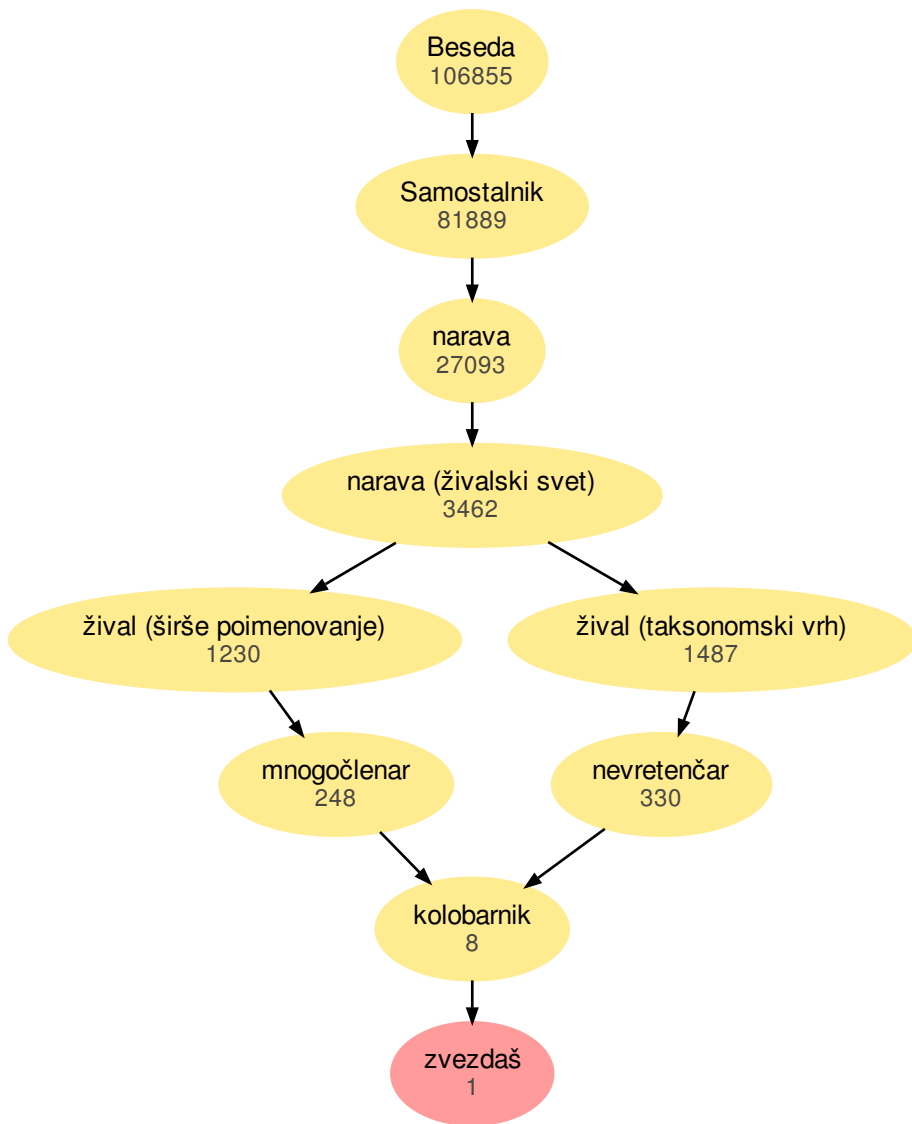 Beseda
106855
Samostalnik
81889
narava
27093
narava (živalski svet)
3462
žival (širše poimenovanje)
1230
žival (taksonomski vrh)
1487
mnogočlenar
248
nevretenčar
330
kolobarnik
8
zvezdaš
1